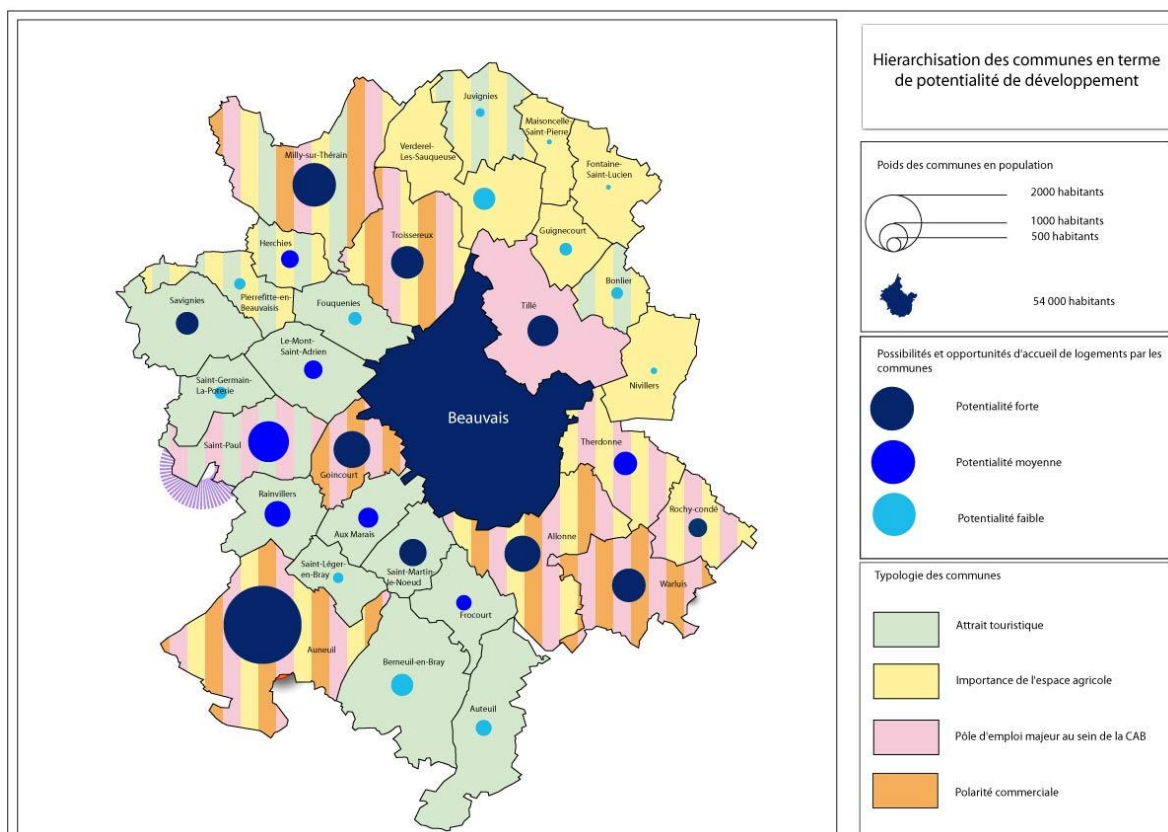 Hierarchisation des communes en terme
de potentialité de développement
Poids des communes en population
2000 habitants
1000 habitants
500 habitants
54 000 habitants
Possibilités et opportunités d'accueil de logements par les
communes
Potentialité forte
Potentialité moyenne
Potentialité faible
Typologie des communes
Attrait touristique
Importance de l'espace agricole
Pôle d'emploi majeur au sein de la CAB
Polarité commerciale
Juvignies
Maisoncelle-
Saint-Pierre
Verderel-
Les-Sauqueuse
Milly-sur-Thérain
Fontaine-
Saint-Lucien
Troissereux
Guignecourt
Herchies
Bonlier
Pierrefitte-en-
Beauvaisis
Savignies
Fouquenies
Tillé
Le-Mont-
Saint-Adrien
Saint-Germain-
La-Poterie
Nivillers
Beauvais
Saint-Paul
Therdonne
Goincourt
Rainvillers
Rochy-condé
Aux Marais
Allonne
Saint-Léger-
en-Bray
Saint-Martin
le-Noeud
Warluis
Frocourt
Auneuil
Berneuil-en-Bray
Auteuil